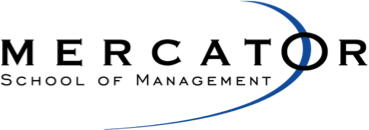 MERCATOR
SCHOOL OF MANAGEMENT